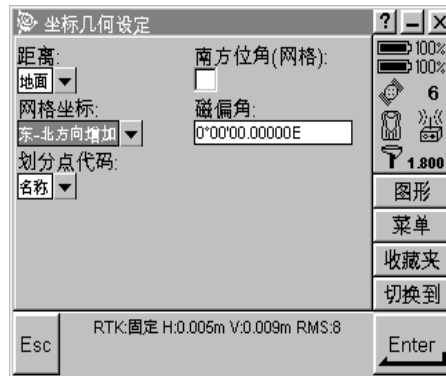 坐标几何设定
? _ ×
距离:
南方位角(网格):
地面
网格坐标:
磁偏角:
东-北方向增加
0°00'00.00000E
划分点代码:
名称
100%
100%
6
1.800
图形
菜单
收藏夹
切换到
Esc
RTK:固定 H:0.005m V:0.009m RMS:8
Enter